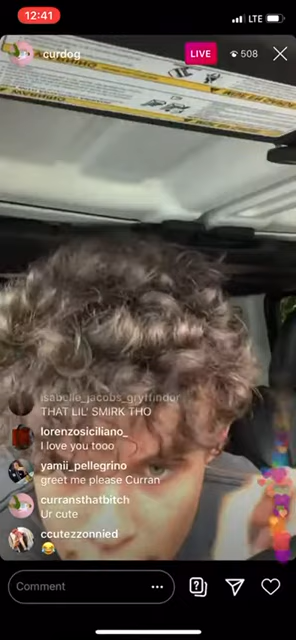 12:41
LTE
curdog
LIVE
508
isabelle_jacobs_gryffindor
THAT LIL' SMIRK THO
lorenzosiciliano_
I love you tooo
yamii_pellegrino
greet me please Curran
curransthatbitch
Ur cute
ccutezzonnied
😂
Comment